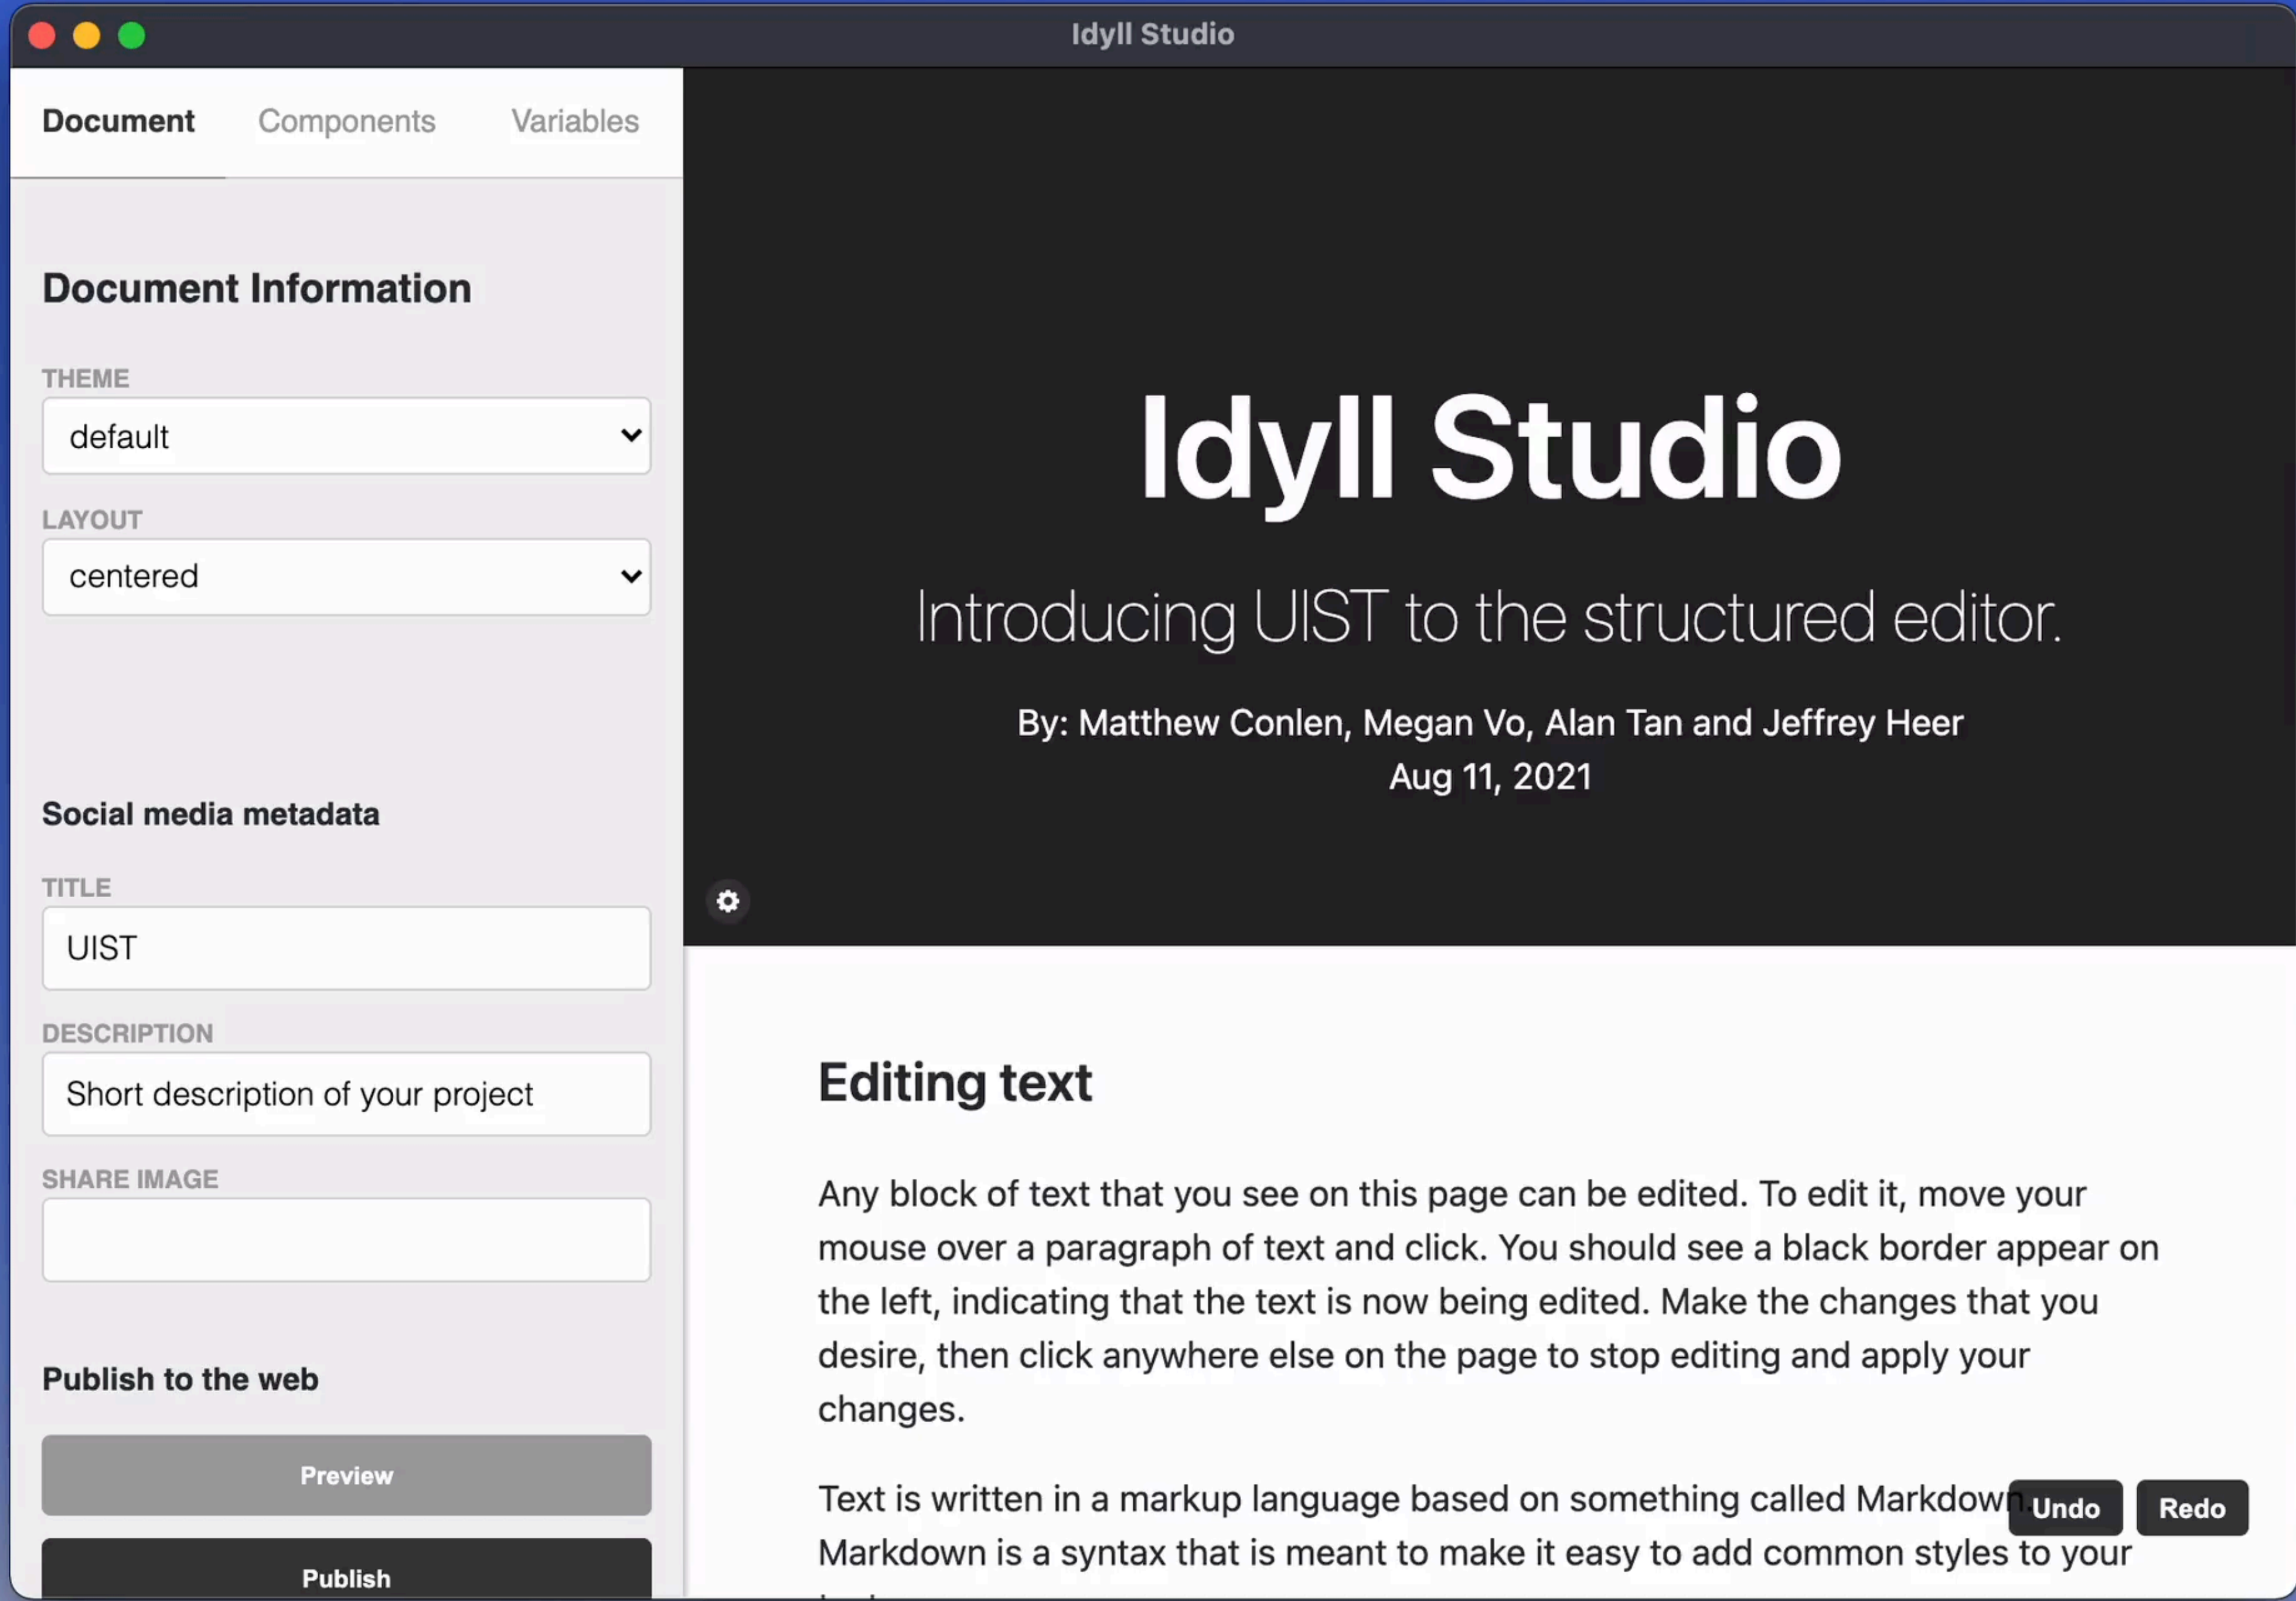 Idyll Studio
Document Components Variables
Document Information
THEME
default
LAYOUT
centered
Social media metadata
TITLE
UIST
DESCRIPTION
Short description of your project
SHARE IMAGE
Publish to the web
Preview
Publish
Idyll Studio
Introducing UIST to the structured editor.
By: Matthew Conlen, Megan Vo, Alan Tan and Jeffrey Heer
Aug 11, 2021
Editing text
Any block of text that you see on this page can be edited. To edit it, move your
mouse over a paragraph of text and click. You should see a black border appear on
the left, indicating that the text is now being edited. Make the changes that you
desire, then click anywhere else on the page to stop editing and apply your
changes.
Text is written in a markup language based on something called Markdown.
Markdown is a syntax that is meant to make it easy to add common styles to your
Undo Redo